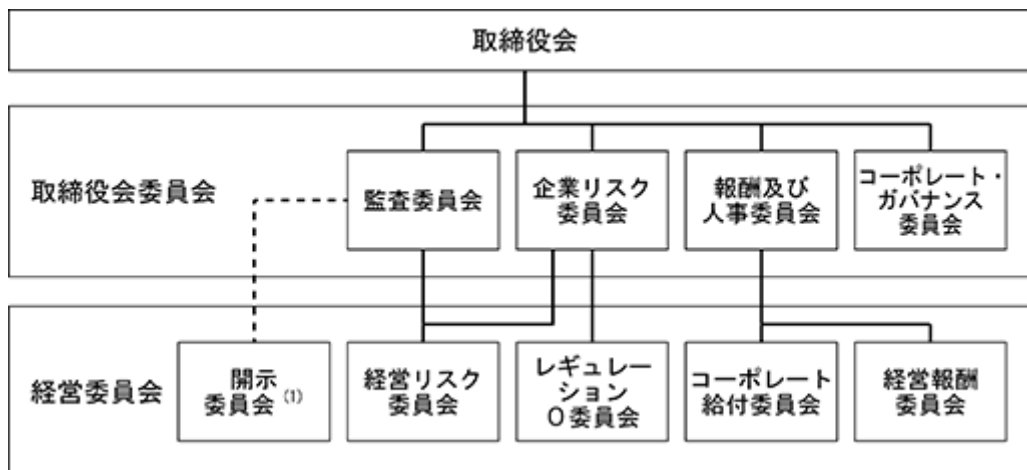 取締役会
取締役会委員会
監査委員会
企業リスク
委員会
報酬及び
人事委員会
コーポレート・
ガバナンス
委員会
経営委員会
開示
委員会 (1)
経営リスク
委員会
レギュレー
ション
O委員会
コーポレート
給付委員会
経営報酬
委員会